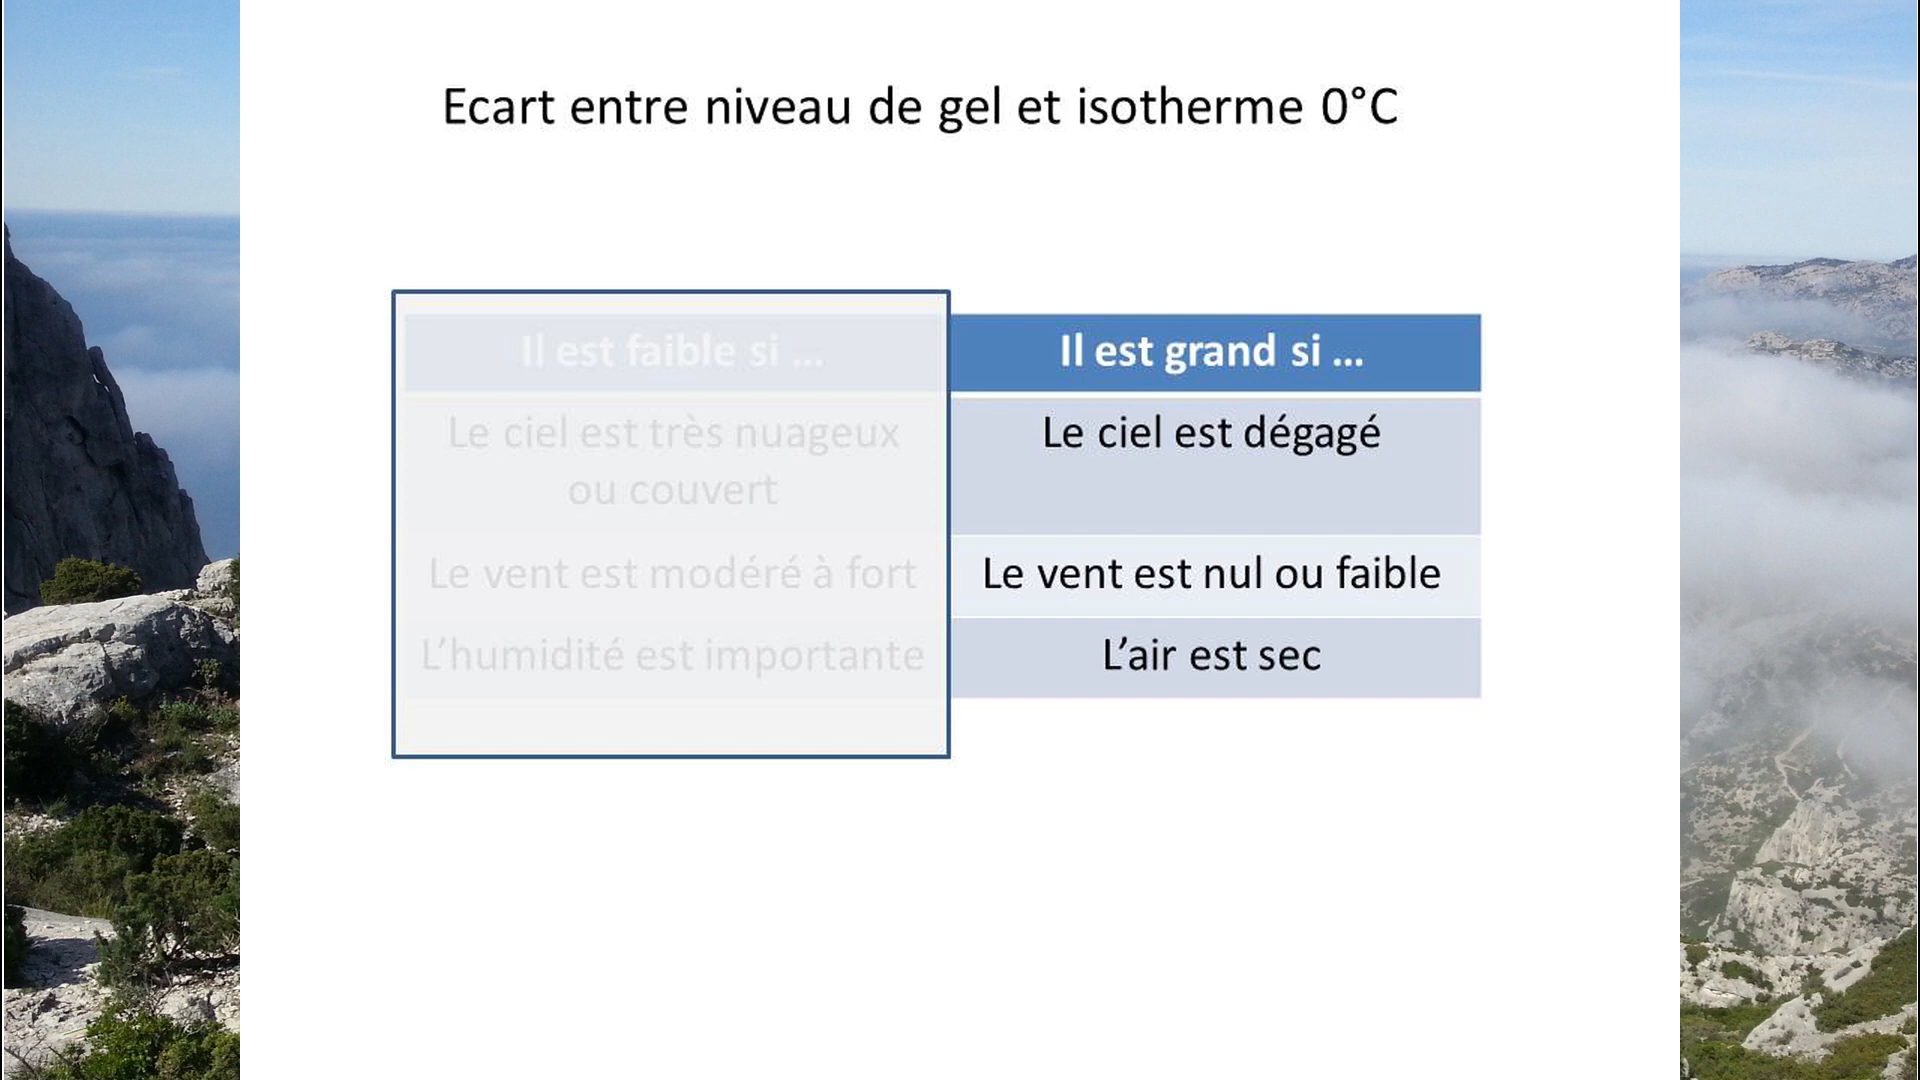 Ecart entre niveau de gel et isotherme 0°C
Il est faible si ...
Il est grand si ...
Le ciel est très nuageux
ou couvert
Le ciel est dégagé
Le vent est modéré à fort
Le vent est nul ou faible
L’humidité est importante
L’air est sec